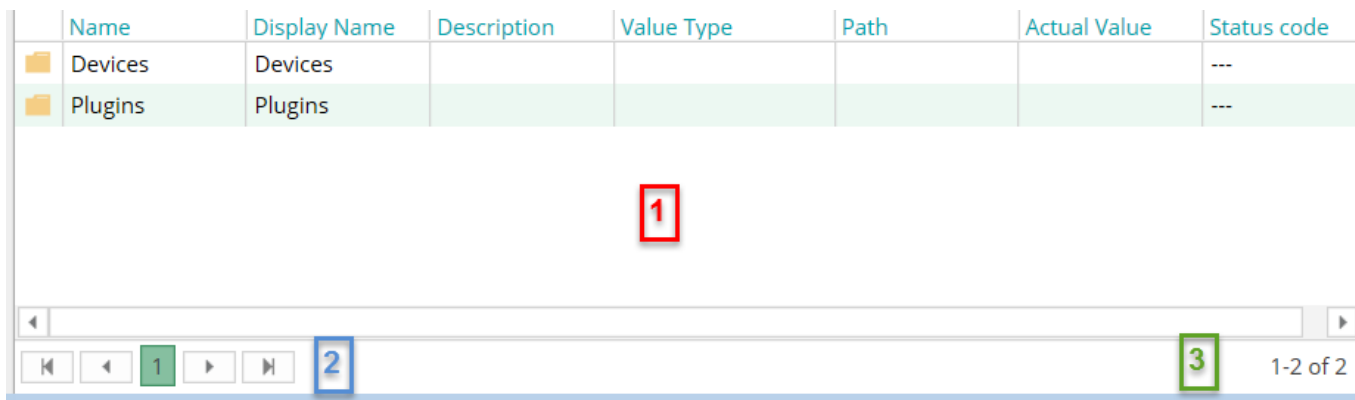 Name Display Name Description Value Type Path Actual Value Status code
Devices Devices ---
Plugins Plugins ---
1
1 2 3 1-2 of 2